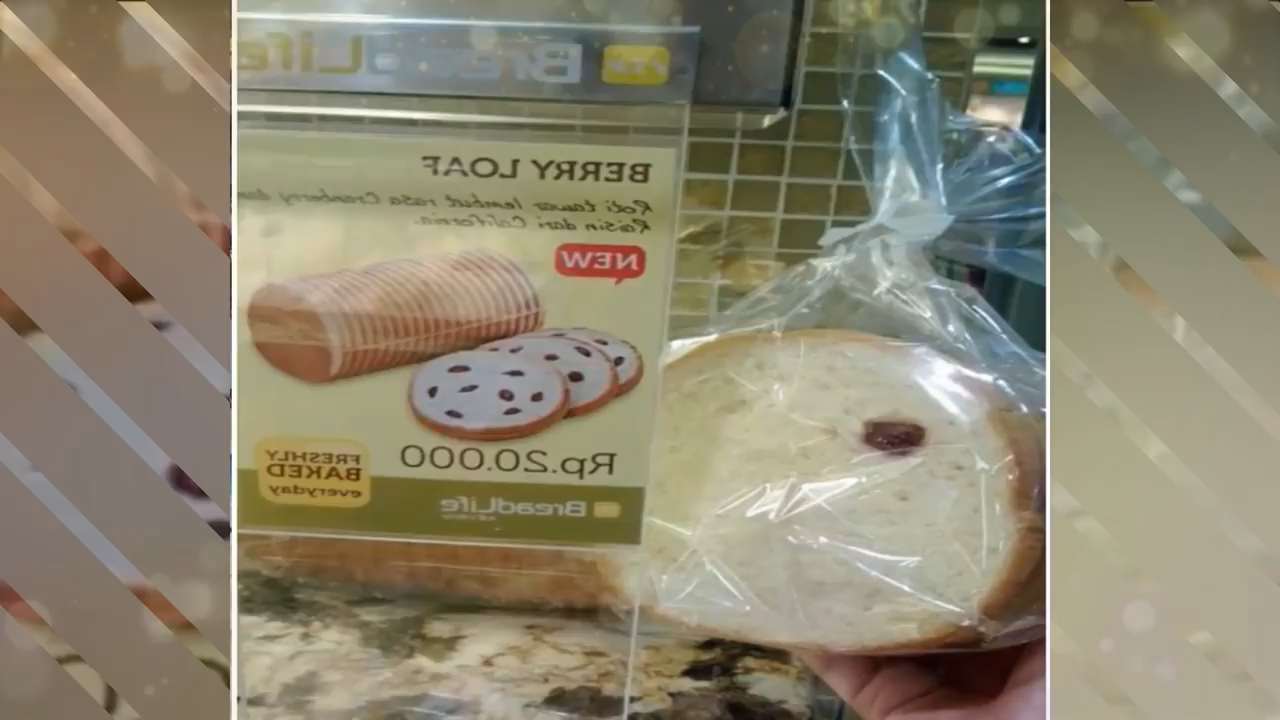 BreadLife
BERRY LOAF
Roti tawar lembut rasa Cranberry dan
Raisin dari California.
NEW
Rp.20.000
FRESHLY
BAKED
everyday
BreadLife